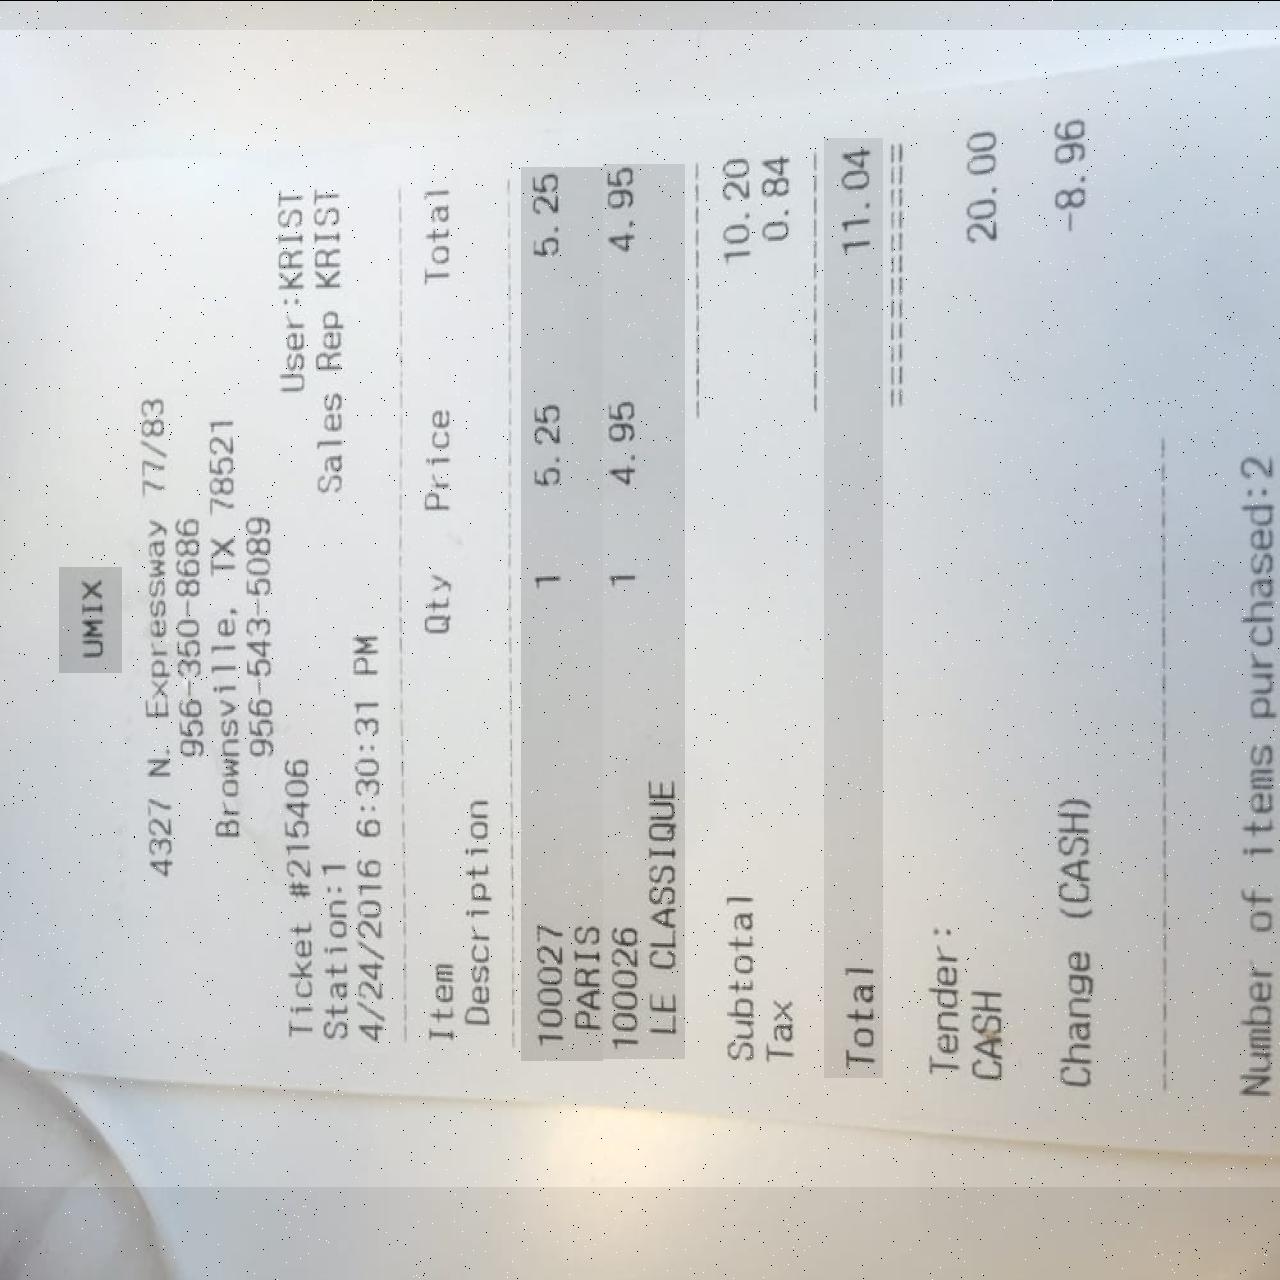 UMIX
4327 N. Expressway 77/83
956-350-8686
Brownsville, TX 78521
956-543-5089
Ticket #215406 User:KRIST
Station:1 Sales Rep KRIST
4/24/2016 6:30:31 PM
Item Qty Price Total
Description
100027 1 5.25 5.25
PARIS
100026 1 4.95 4.95
LE CLASSIQUE
Subtotal 10.20
Tax 0.84
Total 11.04
Tender:
CASH 20.00
Change (CASH) -8.96
Number of items purchased:2